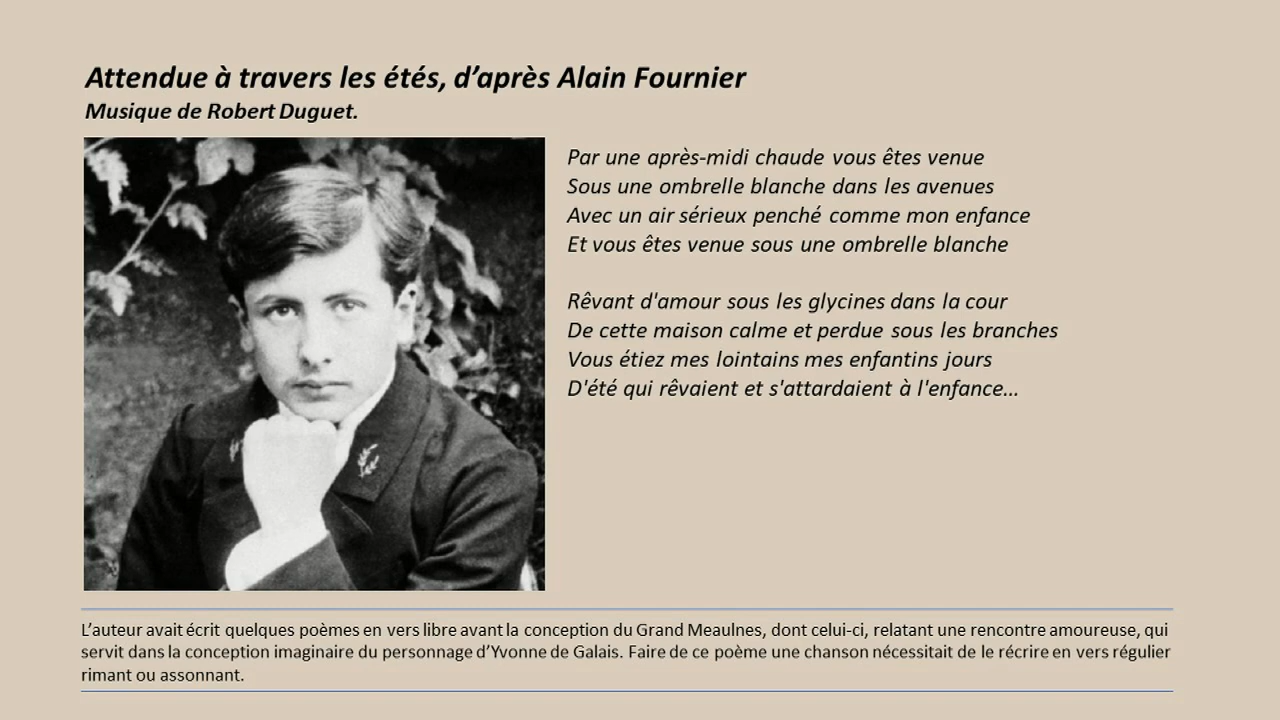 Attendue à travers les étés, d’après Alain Fournier
Musique de Robert Duguet.
Par une après-midi chaude vous êtes venue
Sous une ombrelle blanche dans les avenues
Avec un air sérieux penché comme mon enfance
Et vous êtes venue sous une ombrelle blanche
Rêvant d'amour sous les glycines dans la cour
De cette maison calme et perdue sous les branches
Vous étiez mes lointains mes enfantins jours
D'été qui rêvaient et s'attardaient à l'enfance…
L’auteur avait écrit quelques poèmes en vers libre avant la conception du Grand Meaulnes, dont celui-ci, relatant une rencontre amoureuse, qui
servit dans la conception imaginaire du personnage d’Yvonne de Galais. Faire de ce poème une chanson nécessitait de le récrire en vers régulier
rimant ou assonnant.